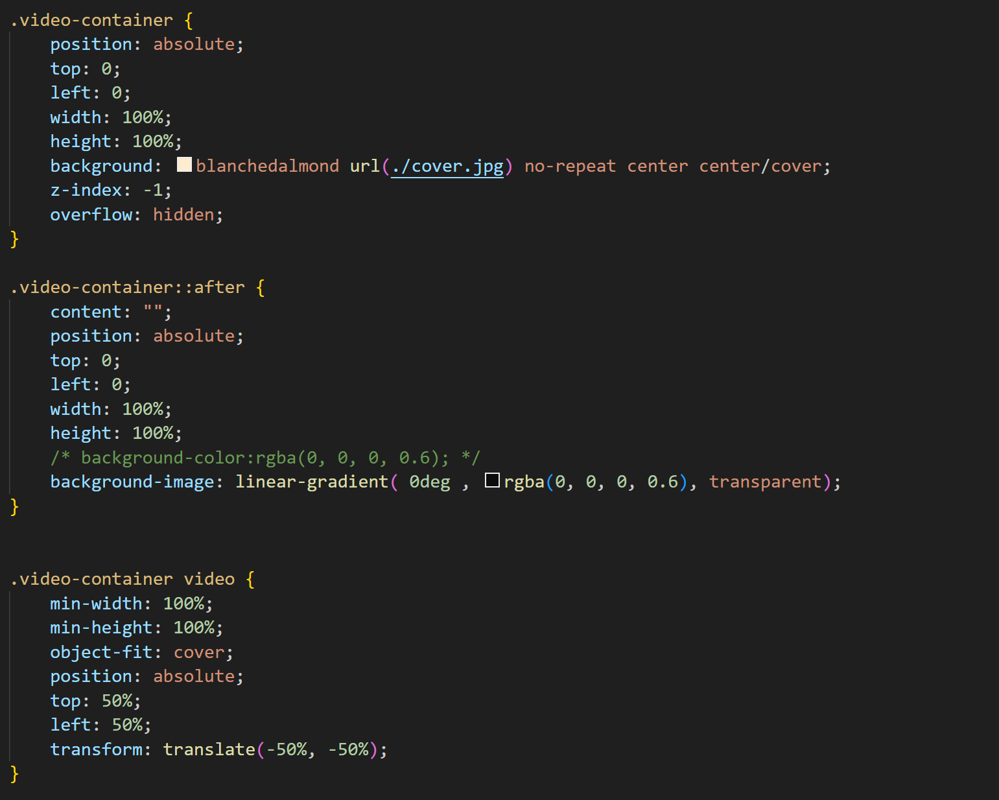 .video-container {
    position: absolute;
    top: 0;
    left: 0;
    width: 100%;
    height: 100%;
    background: blanchedalmond url(./cover.jpg) no-repeat center center/cover;
    z-index: -1;
    overflow: hidden;
}

.video-container::after {
    content: "";
    position: absolute;
    top: 0;
    left: 0;
    width: 100%;
    height: 100%;
    /* background-color:rgba(0, 0, 0, 0.6); */
    background-image: linear-gradient( 0deg , rgba(0, 0, 0, 0.6), transparent);
}


.video-container video {
    min-width: 100%;
    min-height: 100%;
    object-fit: cover;
    position: absolute;
    top: 50%;
    left: 50%;
    transform: translate(-50%, -50%);
}